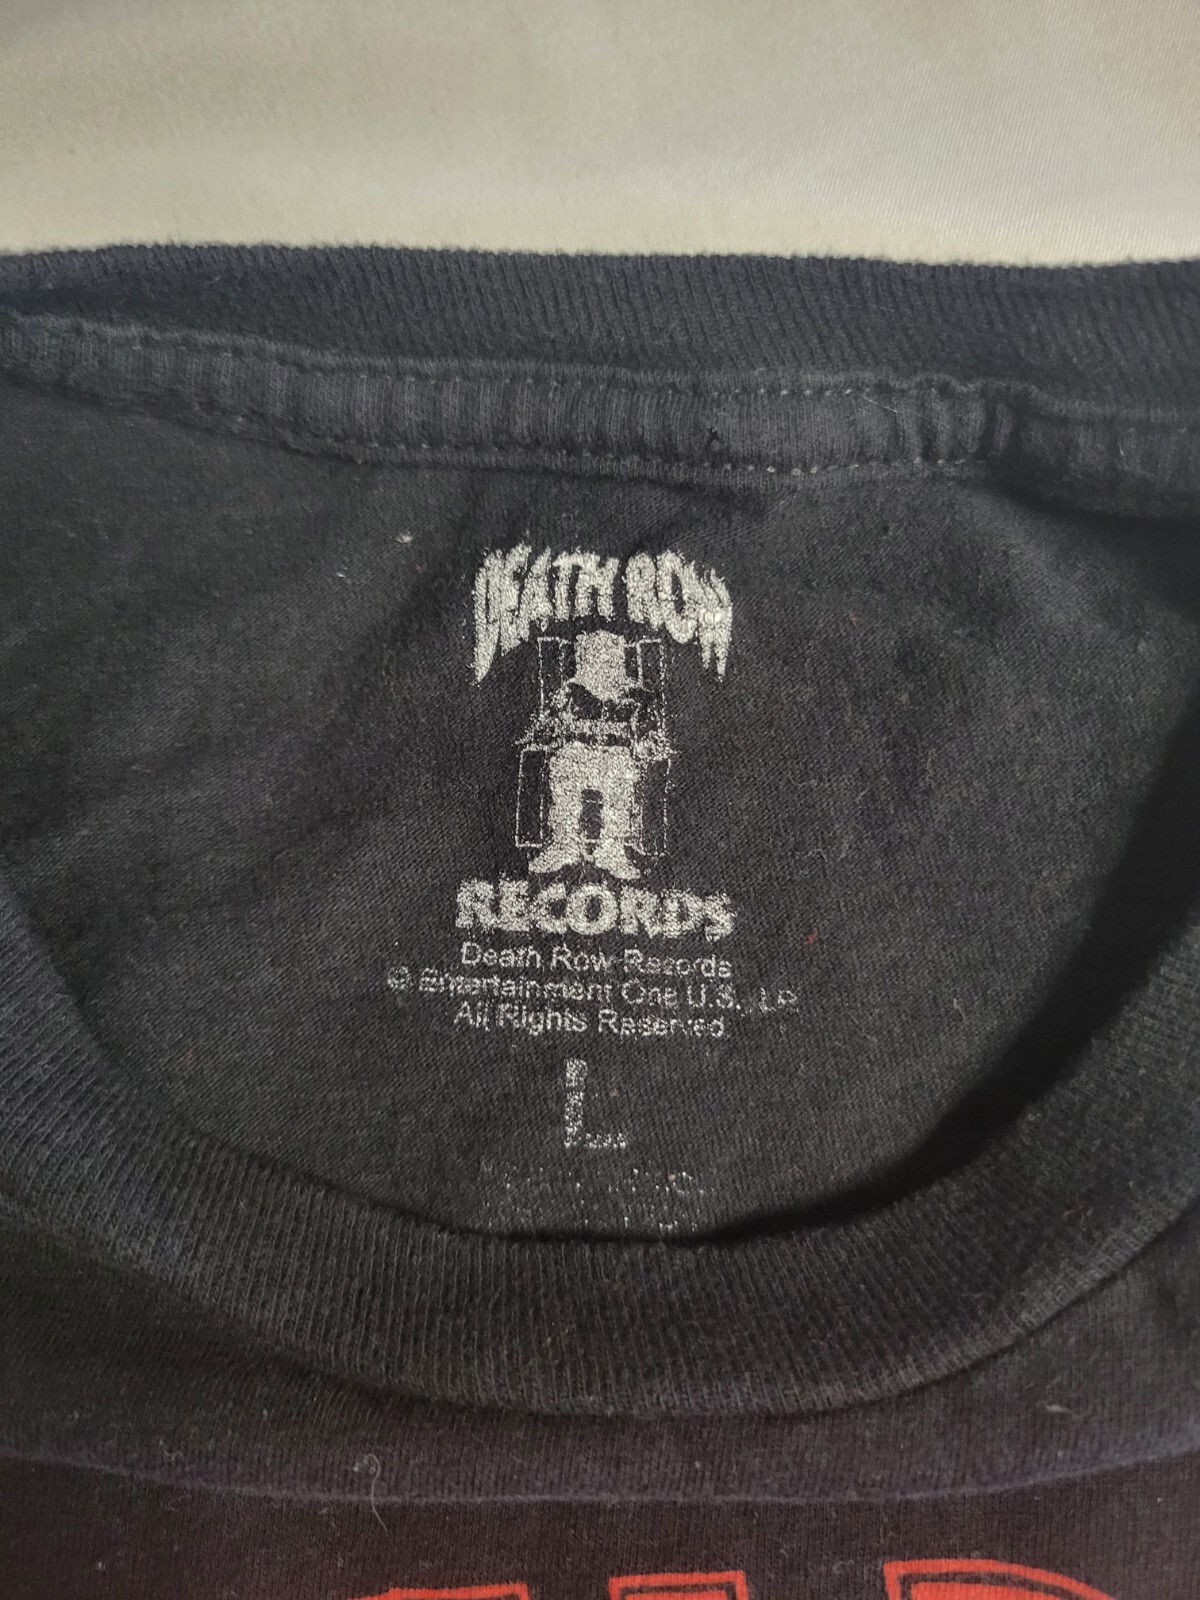 DEATH ROW
RECORDS
Death Row Records
© Entertainment One U.S., LP
All Rights Reserved
L